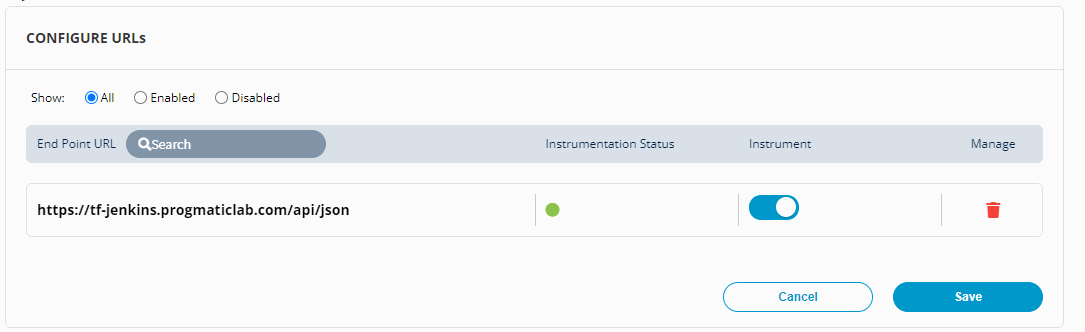 CONFIGURE URLs
Show: All Enabled Disabled
End Point URL Search Instrumentation Status Instrument Manage
https://tf-jenkins.progmaticlab.com/api/json
Cancel Save